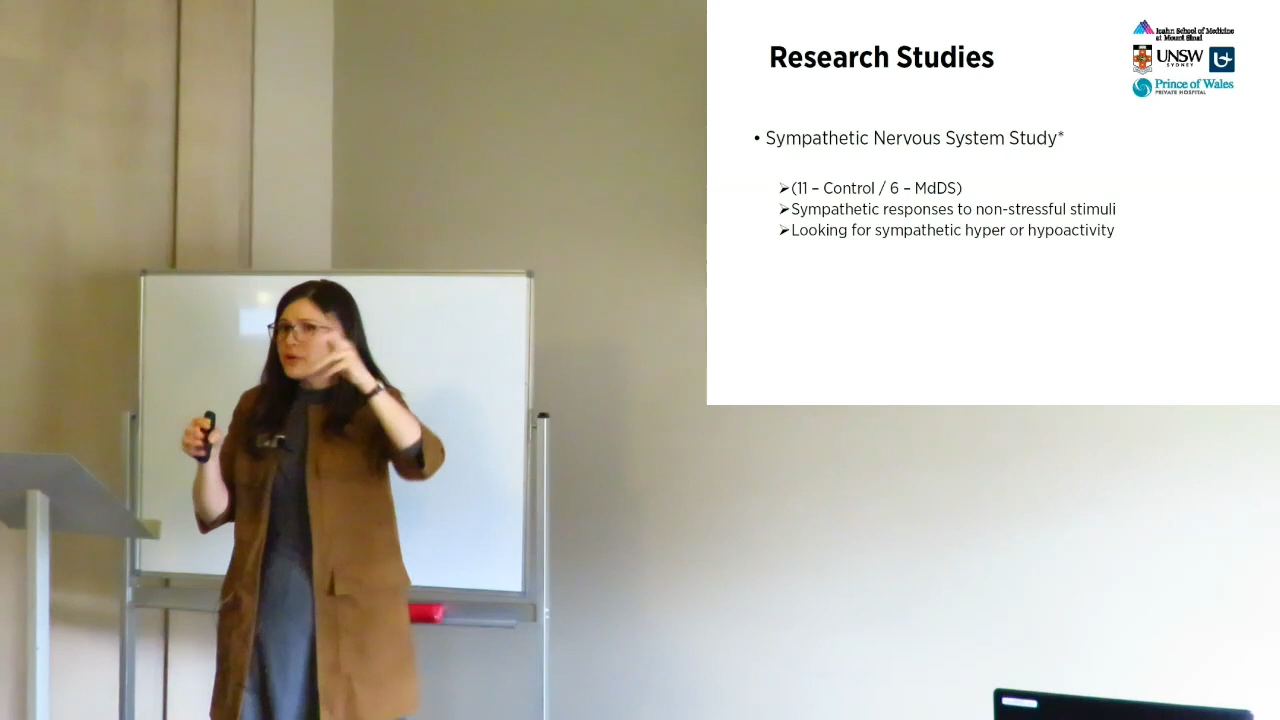 Research Studies
Icahn School of Medicine
at Mount Sinai
UNSW
SYDNEY
Prince of Wales
PRIVATE HOSPITAL
• Sympathetic Nervous System Study*
➢(11 – Control / 6 – MdDS)
➢Sympathetic responses to non-stressful stimuli
➢Looking for sympathetic hyper or hypoactivity